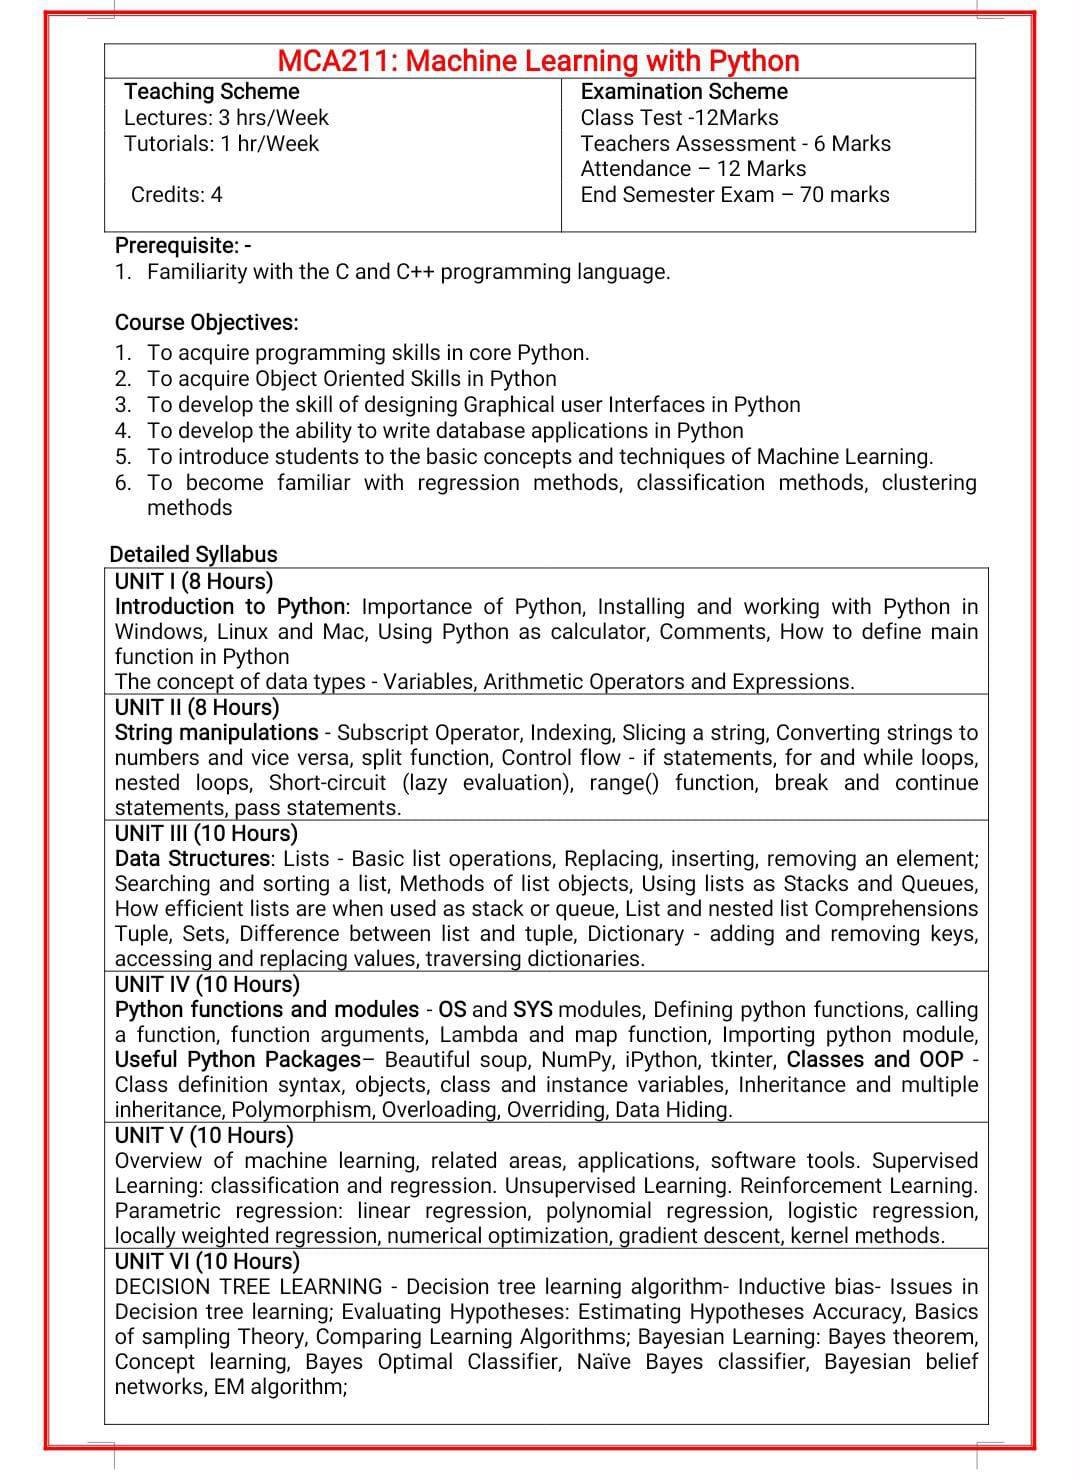 MCA211: Machine Learning with Python
Teaching Scheme
Lectures: 3 hrs/Week
Tutorials: 1 hr/Week
Credits: 4
Examination Scheme
Class Test -12Marks
Teachers Assessment - 6 Marks
Attendance – 12 Marks
End Semester Exam – 70 marks
Prerequisite: -
1. Familiarity with the C and C++ programming language.
Course Objectives:
1. To acquire programming skills in core Python.
2. To acquire Object Oriented Skills in Python
3. To develop the skill of designing Graphical user Interfaces in Python
4. To develop the ability to write database applications in Python
5. To introduce students to the basic concepts and techniques of Machine Learning.
6. To become familiar with regression methods, classification methods, clustering
methods
Detailed Syllabus
UNIT I (8 Hours)
Introduction to Python: Importance of Python, Installing and working with Python in
Windows, Linux and Mac, Using Python as calculator, Comments, How to define main
function in Python
The concept of data types - Variables, Arithmetic Operators and Expressions.
UNIT II (8 Hours)
String manipulations - Subscript Operator, Indexing, Slicing a string, Converting strings to
numbers and vice versa, split function, Control flow - if statements, for and while loops,
nested loops, Short-circuit (lazy evaluation), range() function, break and continue
statements, pass statements.
UNIT III (10 Hours)
Data Structures: Lists - Basic list operations, Replacing, inserting, removing an element;
Searching and sorting a list, Methods of list objects, Using lists as Stacks and Queues,
How efficient lists are when used as stack or queue, List and nested list Comprehensions
Tuple, Sets, Difference between list and tuple, Dictionary - adding and removing keys,
accessing and replacing values, traversing dictionaries.
UNIT IV (10 Hours)
Python functions and modules - OS and SYS modules, Defining python functions, calling
a function, function arguments, Lambda and map function, Importing python module,
Useful Python Packages– Beautiful soup, NumPy, iPython, tkinter, Classes and OOP -
Class definition syntax, objects, class and instance variables, Inheritance and multiple
inheritance, Polymorphism, Overloading, Overriding, Data Hiding.
UNIT V (10 Hours)
Overview of machine learning, related areas, applications, software tools. Supervised
Learning: classification and regression. Unsupervised Learning. Reinforcement Learning.
Parametric regression: linear regression, polynomial regression, logistic regression,
locally weighted regression, numerical optimization, gradient descent, kernel methods.
UNIT VI (10 Hours)
DECISION TREE LEARNING - Decision tree learning algorithm- Inductive bias- Issues in
Decision tree learning; Evaluating Hypotheses: Estimating Hypotheses Accuracy, Basics
of sampling Theory, Comparing Learning Algorithms; Bayesian Learning: Bayes theorem,
Concept learning, Bayes Optimal Classifier, Naïve Bayes classifier, Bayesian belief
networks, EM algorithm;